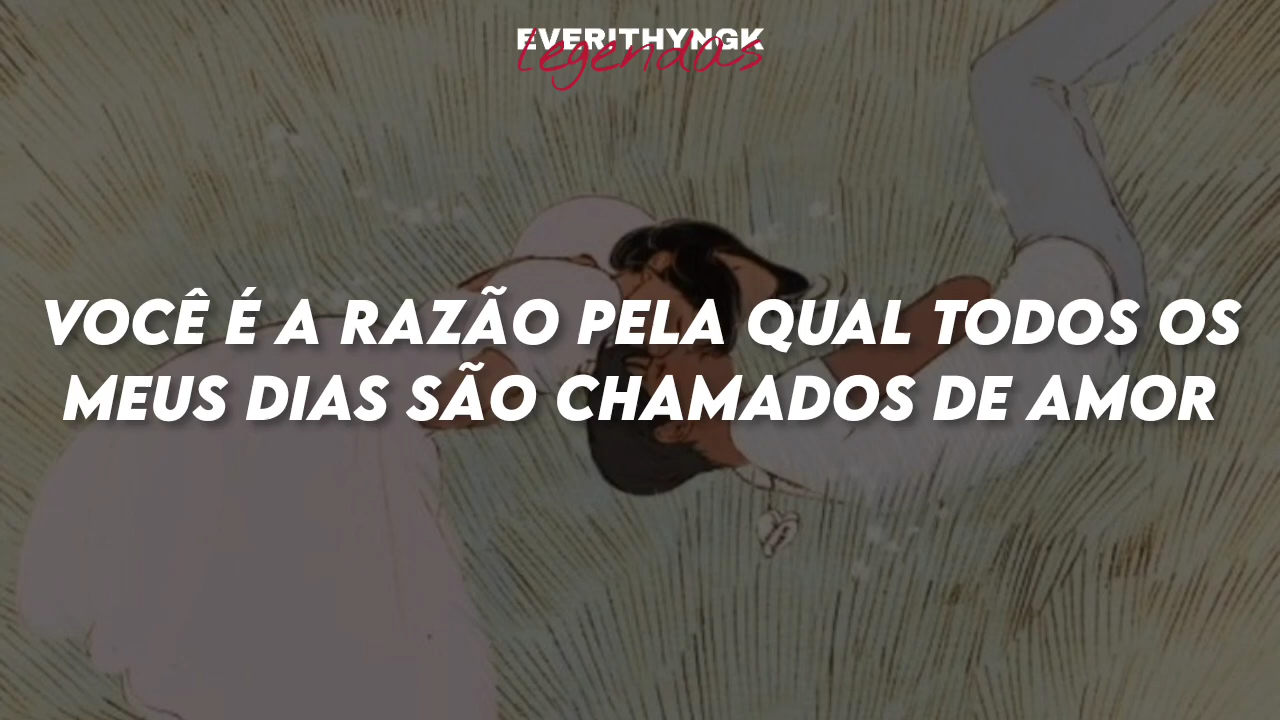 EVERITHYNGK
legendas
VOCÊ É A RAZÃO PELA QUAL TODOS OS
MEUS DIAS SÃO CHAMADOS DE AMOR